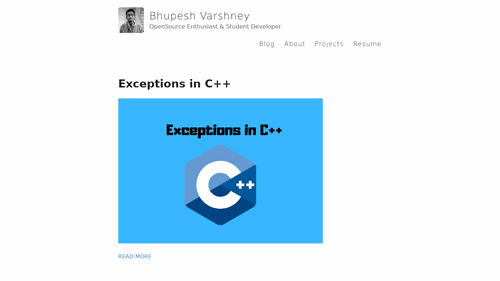 Bhupesh Varshney
OpenSource Enthusiast & Student Developer
Blog About Projects Resume
Exceptions in C++
Exceptions in C++
C++
READ MORE